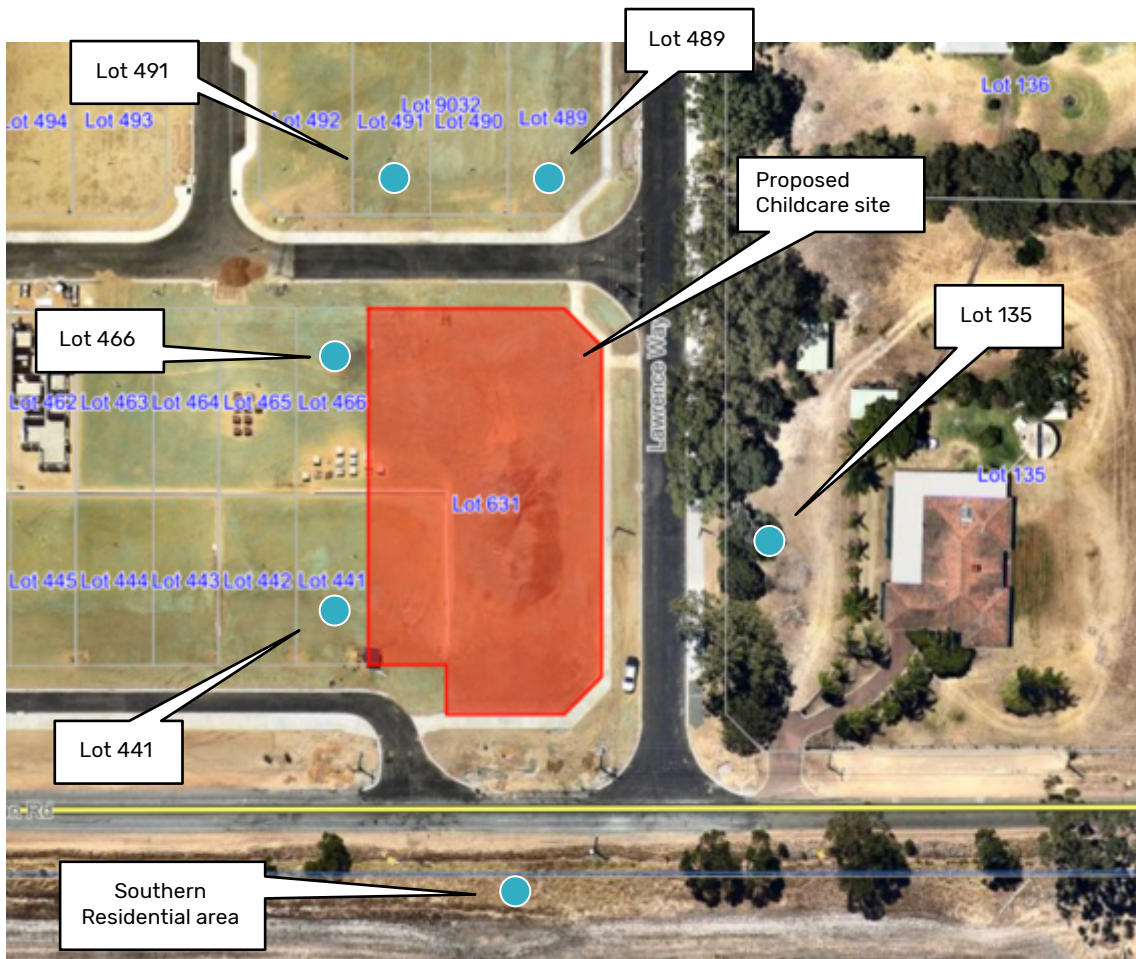 Lot 489
Lot 491
Lot 136
Lot 9032
Lot 494
Lot 493
Lot 492
Lot 491
Lot 490
Lot 489
Proposed
Childcare site
Lot 135
Lot 466
Lawrence Way
Lot 462
Lot 463
Lot 464
Lot 465
Lot 466
Lot 135
Lot 631
Lot 445
Lot 444
Lot 443
Lot 442
Lot 441
Lot 441
Rd
Southern
Residential area